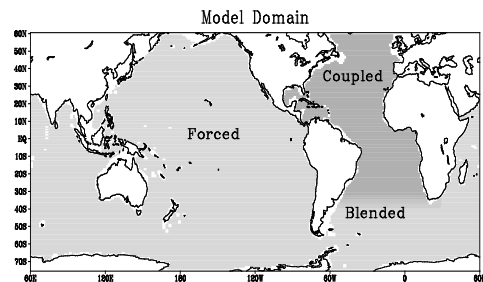 Model Domain
60N
50N
40N
30N
20N
10N
EQ
10S
20S
30S
40S
50S
60S
70S
Coupled
Forced
Blended
60E 120E 180 120W 60W 0 60E